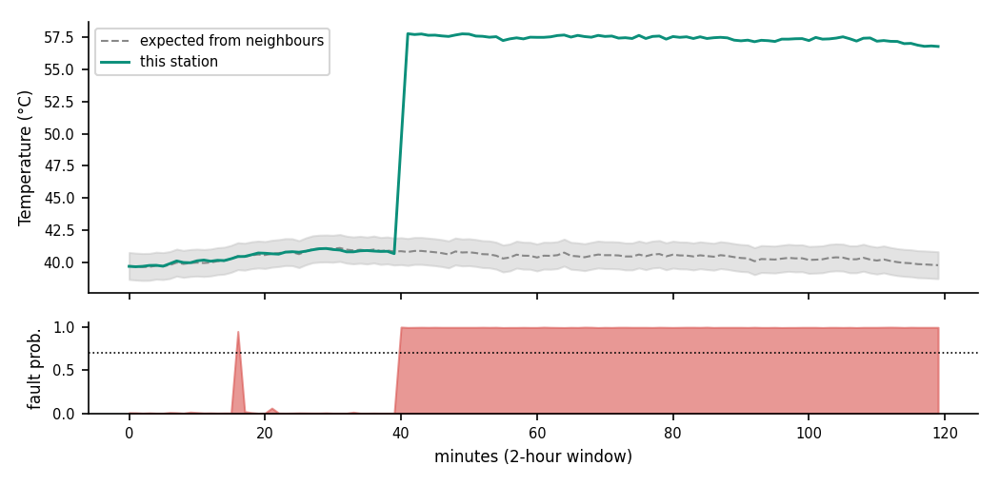 expected from neighbours
this station
Temperature (°C)
57.5
55.0
52.5
50.0
47.5
45.0
42.5
40.0
fault prob.
1.0
0.5
0.0
0 20 40 60 80 100 120
minutes (2-hour window)